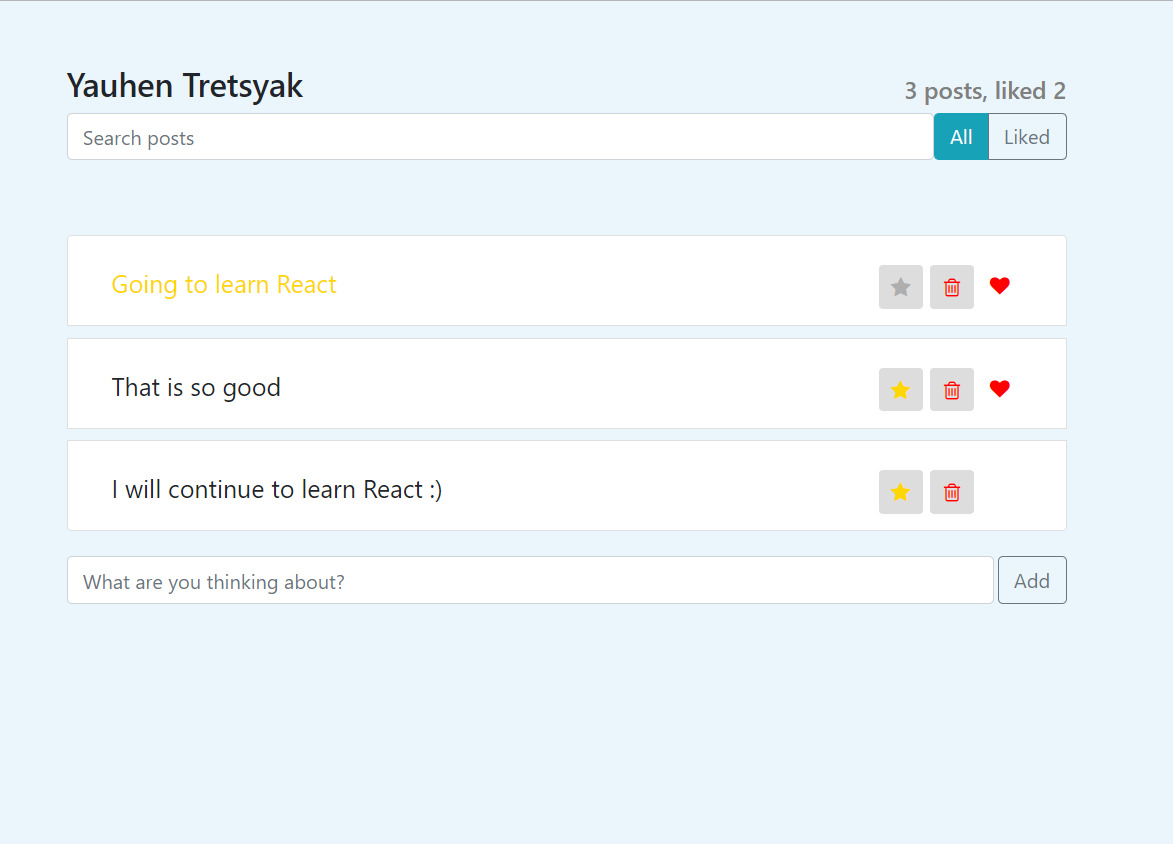 Yauhen Tretsyak
3 posts, liked 2
Search posts
All
Liked
Going to learn React
That is so good
I will continue to learn React :)
What are you thinking about?
Add